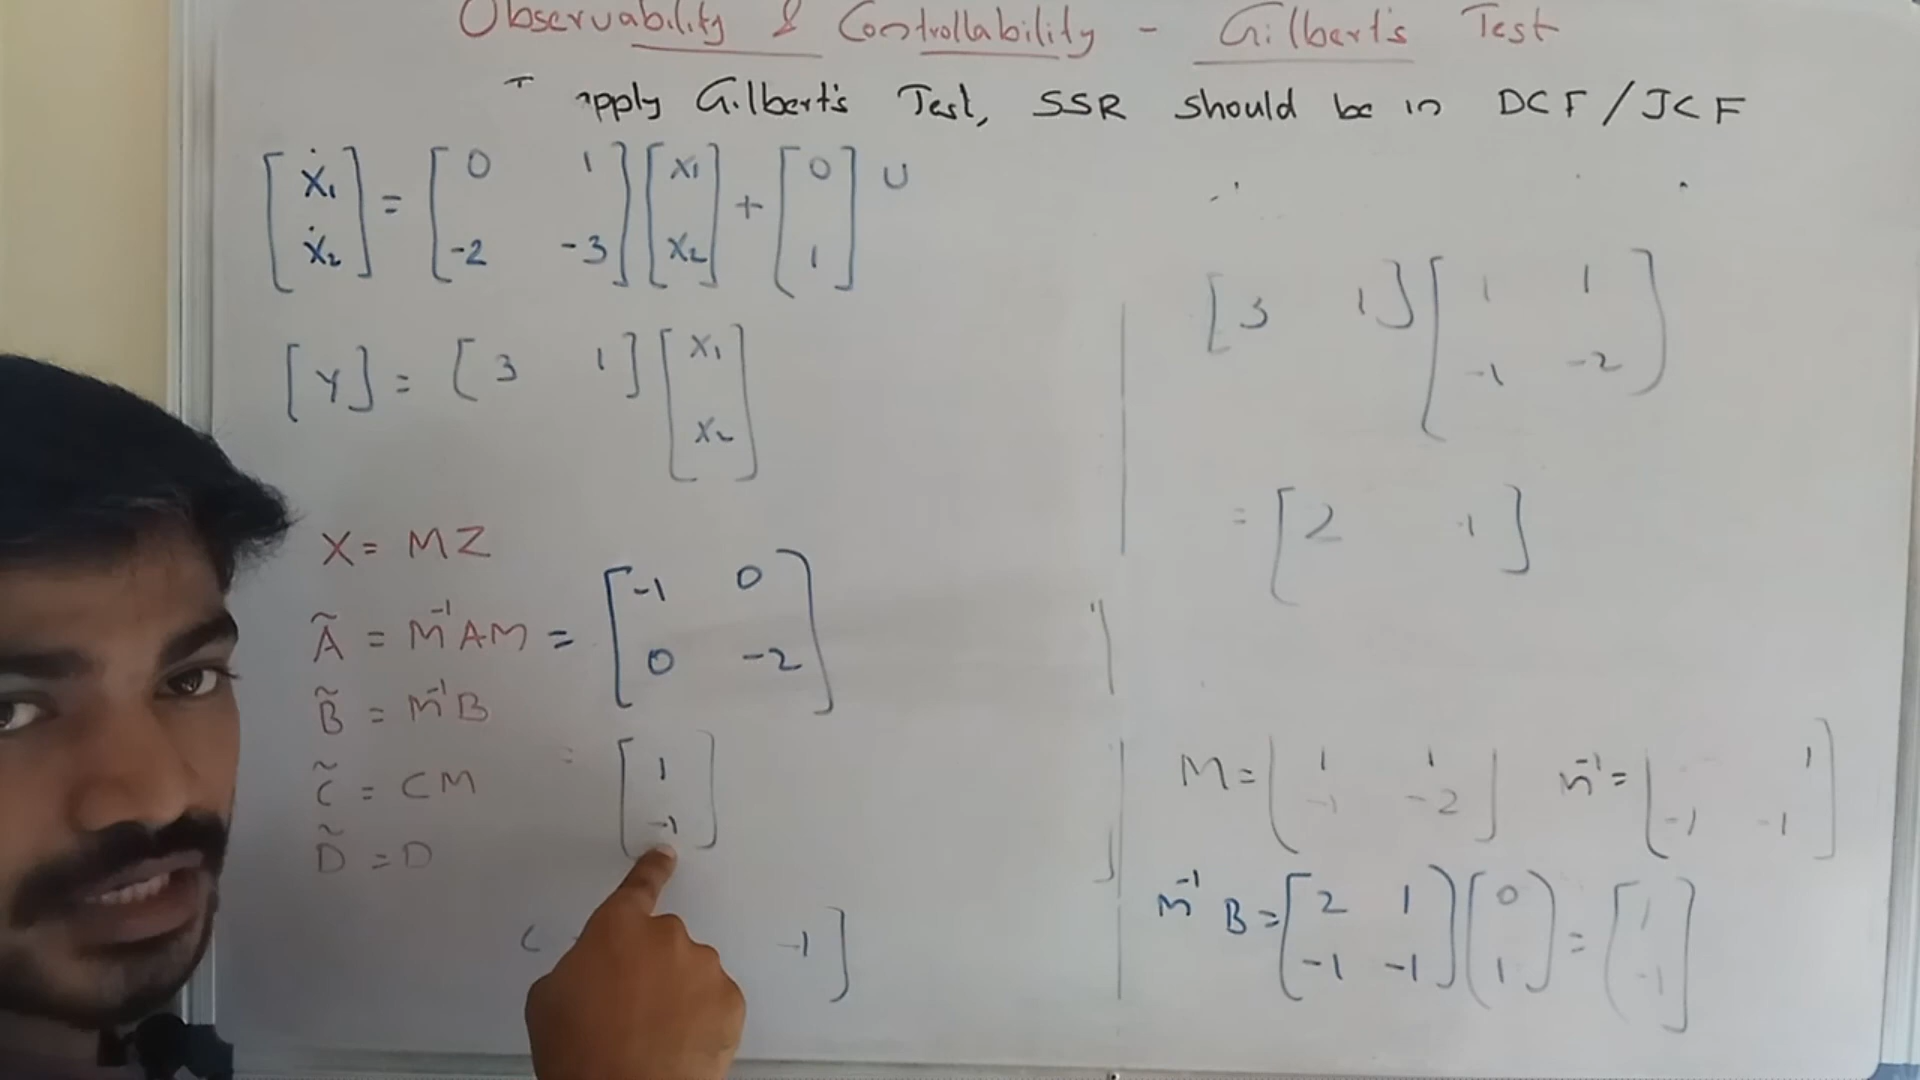 Observability & Controllability - Gilbert's Test
apply Gilbert's Test, SSR should be in DCF / JCF
[Ẋ₁ Ẋ₂] = [0 1 -2 -3] [X₁ X₂] + [0 1] U
[Y] = [3 1] [X₁ X₂]
X = MZ
Ã = M⁻¹AM = [-1 0 0 -2]
B̃ = M⁻¹B
= [1 -1]
C̃ = CM
D̃ = D
-1]
[3 1] [1 1 -1 -2]
= [2 1]
M = [1 1 -1 -2] M⁻¹ = [1 -1 -1]
M⁻¹ B = [2 1 -1 -1] [0 1] = [1 -1]